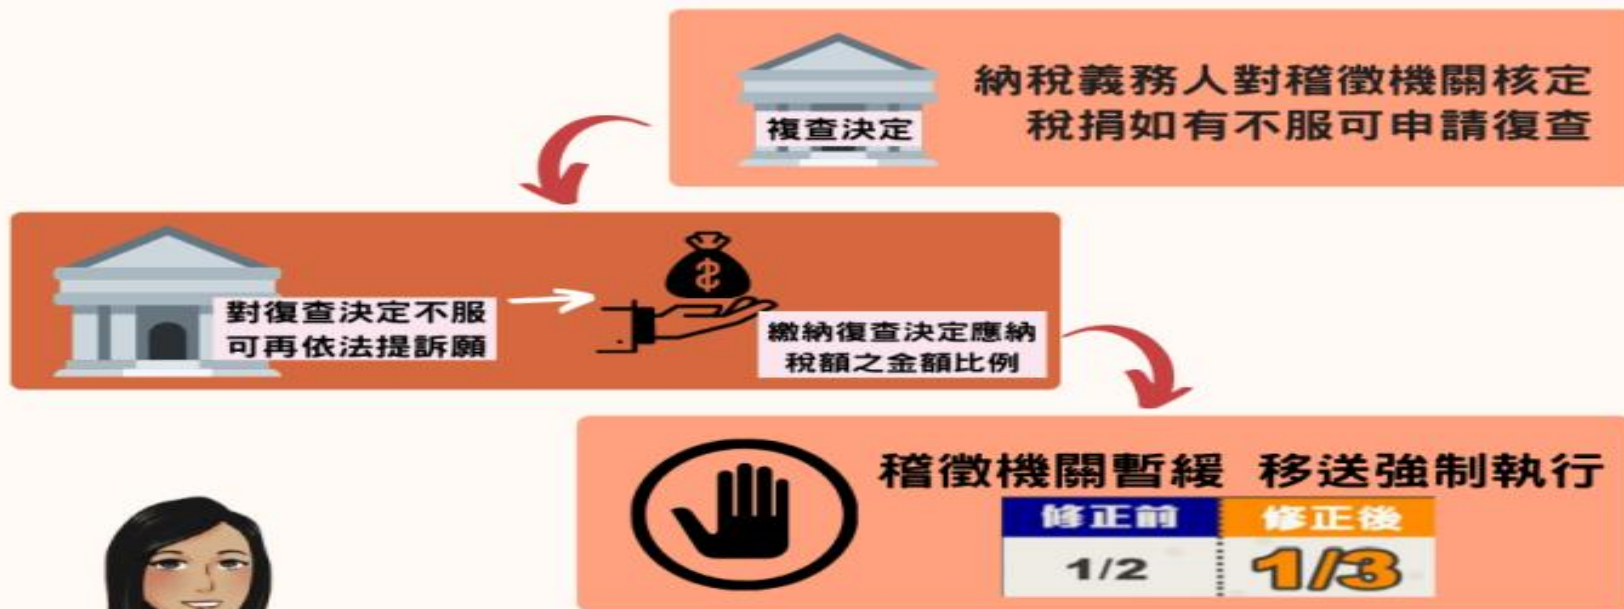 複查決定
納稅義務人對稽徵機關核定
稅捐如有不服可申請復查
對復查決定不服
可再依法提訴願
繳納復查決定應納
稅額之金額比例
稽徵機關暫緩 移送強制執行
修正前 修正後
1/2 1/3